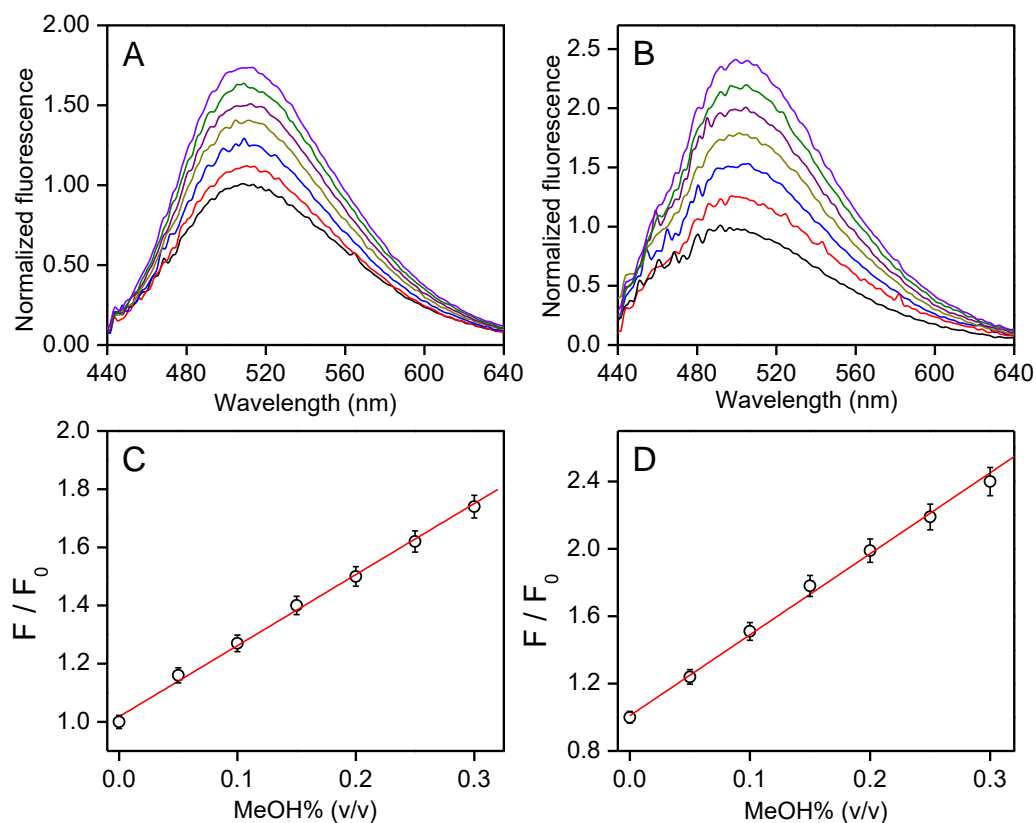 A
Normalized fluorescence
2.00
1.50
1.00
0.50
0.00
440 480 520 560 600 640
Wavelength (nm)
B
Normalized fluorescence
2.5
2.0
1.5
1.0
0.5
0.0
440 480 520 560 600 640
Wavelength (nm)
C
F / F0
2.0
1.8
1.6
1.4
1.2
1.0
0.0 0.1 0.2 0.3
MeOH% (v/v)
D
F / F0
2.4
2.0
1.6
1.2
0.8
0.0 0.1 0.2 0.3
MeOH% (v/v)